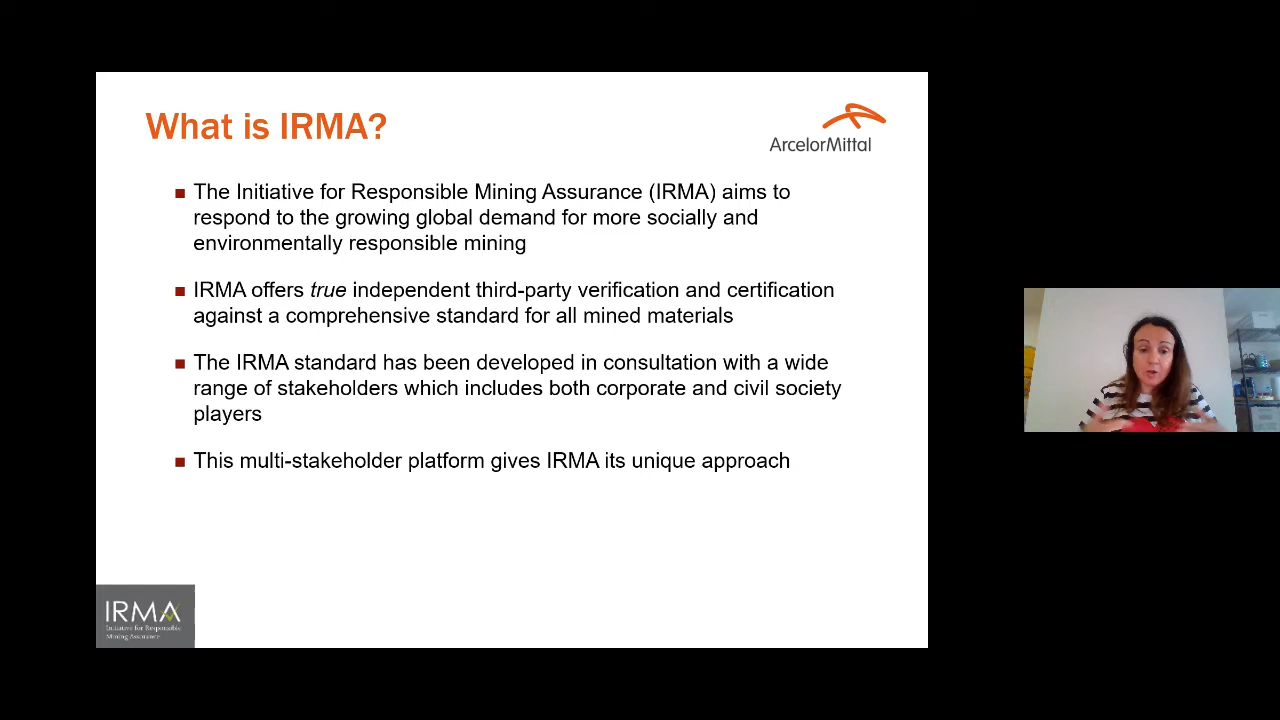 What is IRMA?
ArcelorMittal
The Initiative for Responsible Mining Assurance (IRMA) aims to
respond to the growing global demand for more socially and
environmentally responsible mining
IRMA offers true independent third-party verification and certification
against a comprehensive standard for all mined materials
The IRMA standard has been developed in consultation with a wide
range of stakeholders which includes both corporate and civil society
players
This multi-stakeholder platform gives IRMA its unique approach
IRMA
Initiative for Responsible
Mining Assurance